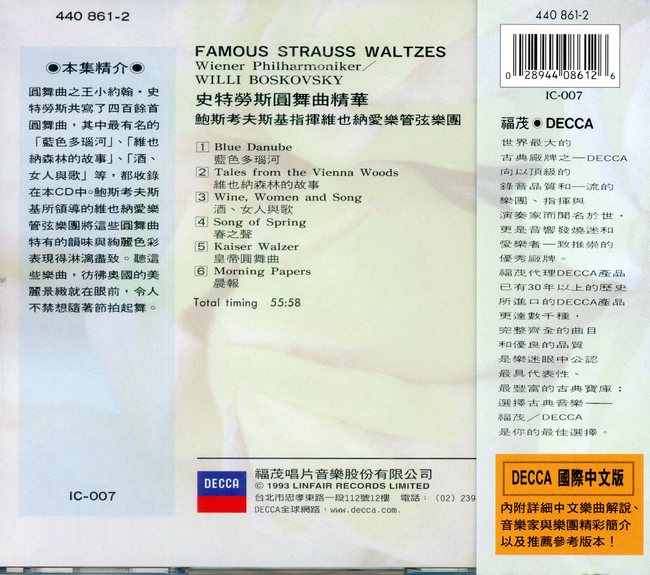 440 861-2
◉本集精介◉
圓舞曲之王小約翰・史
特勞斯共寫了四百餘首
圓舞曲，其中最有名的
「藍色多瑙河」、「維也
納森林的故事」、「酒、
女人與歌」等，都收錄
在本CD中。鮑斯考夫斯
基所領導的維也納愛樂
管弦樂團將這些圓舞曲
特有的韻味與絢麗色彩
表現得淋漓盡致。聽這
些樂曲，彷彿奧國的美
麗景緻就在眼前，令人
不禁想隨著節拍起舞。
IC-007
FAMOUS STRAUSS WALTZES
Wiener Philharmoniker/
WILLI BOSKOVSKY
史特勞斯圓舞曲精華
鮑斯考夫斯基指揮維也納愛樂管弦樂團
1 Blue Danube
藍色多瑙河
2 Tales from the Vienna Woods
維也納森林的故事
3 Wine, Women and Song
酒、女人與歌
4 Song of Spring
春之聲
5 Kaiser Walzer
皇帝圓舞曲
6 Morning Papers
晨報
Total timing 55:58
DECCA
福茂唱片音樂股份有限公司
© 1993 LINFAIR RECORDS LIMITED
台北市忠孝東路一段112號12樓 電話：(02) 239
DECCA全球網路：www.decca.com.
440 861-2
0 28944 08612 6
IC-007
福茂◉DECCA
世界最大的
古典廠牌之一DECCA
向以頂級的
錄音品質和一流的
樂團、指揮與
演奏家而聞名於世，
更是音響發燒迷和
愛樂者一致推崇的
優秀廠牌。
福茂代理DECCA產品
已有30年以上的歷史
所進口的DECCA產品
更達數千種，
完整齊全的曲目
和優良的品質
是樂迷眼中公認
最具代表性、
最豐富的古典寶庫；
選擇古典音樂——
福茂／DECCA
是你的最佳選擇。
DECCA 國際中文版
內附詳細中文樂曲解說、
音樂家與樂團精彩簡介
以及推薦參考版本！